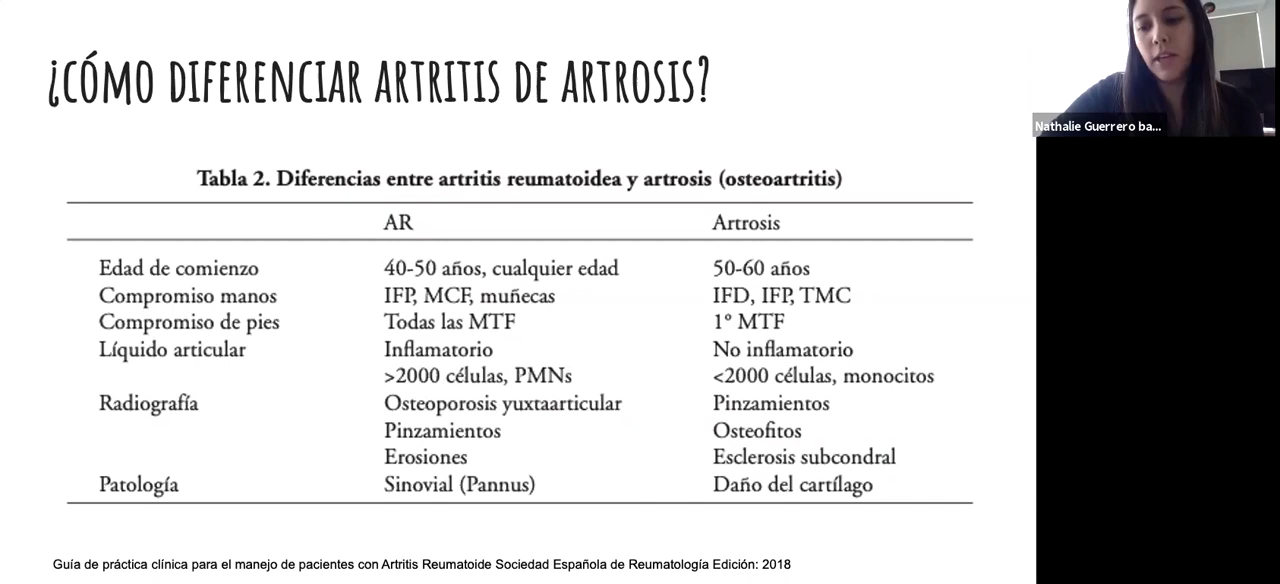 ¿CÓMO DIFERENCIAR ARTRITIS DE ARTROSIS?
Nathalie Guerrero ba...
Tabla 2. Diferencias entre artritis reumatoidea y artrosis (osteoartritis)
AR Artrosis
Edad de comienzo 40-50 años, cualquier edad 50-60 años
Compromiso manos IFP, MCF, muñecas IFD, IFP, TMC
Compromiso de pies Todas las MTF 1° MTF
Líquido articular Inflamatorio No inflamatorio
>2000 células, PMNs <2000 células, monocitos
Radiografía Osteoporosis yuxtaarticular Pinzamientos
Pinzamientos Osteofitos
Erosiones Esclerosis subcondral
Patología Sinovial (Pannus) Daño del cartílago
Guía de práctica clínica para el manejo de pacientes con Artritis Reumatoide Sociedad Española de Reumatología Edición: 2018